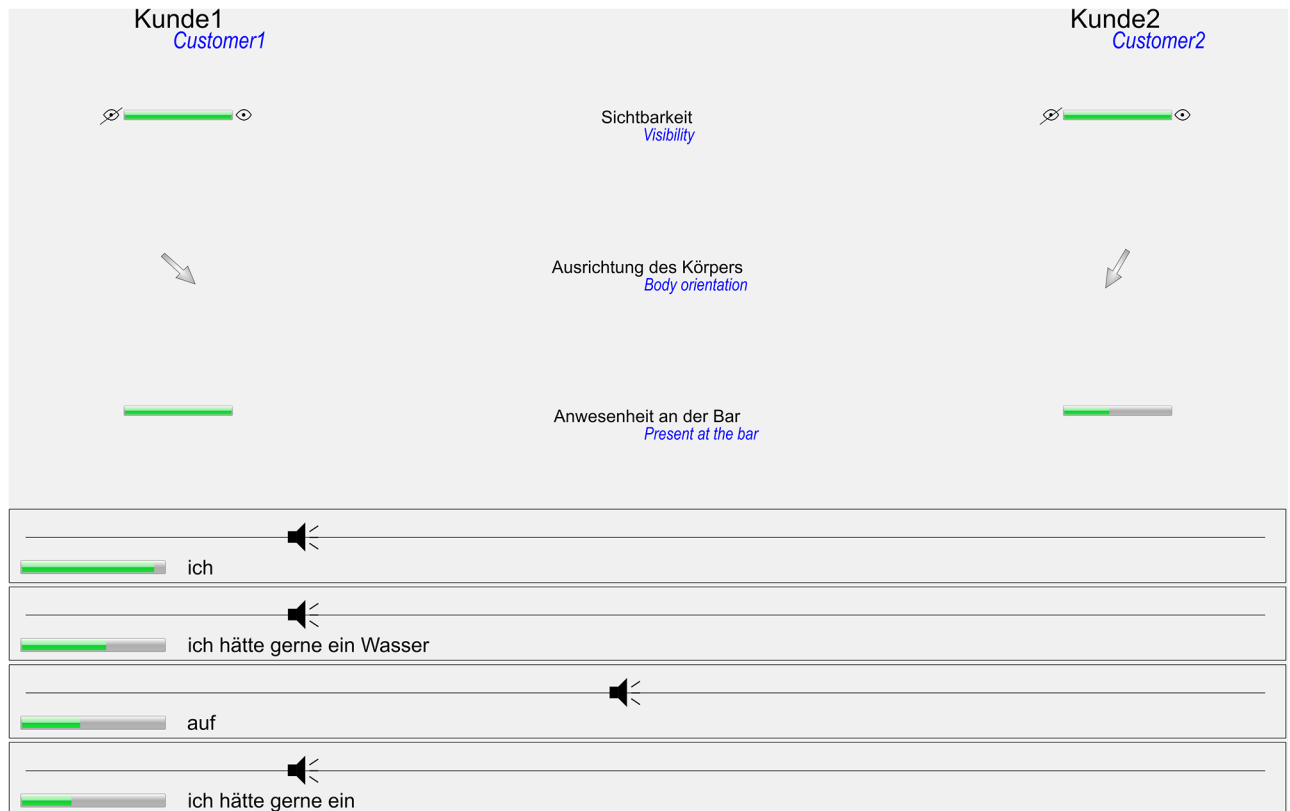 Kunde1
Customer1
Kunde2
Customer2
Sichtbarkeit
Visibility
Ausrichtung des Körpers
Body orientation
Anwesenheit an der Bar
Present at the bar
ich
ich hätte gerne ein Wasser
auf
ich hätte gerne ein